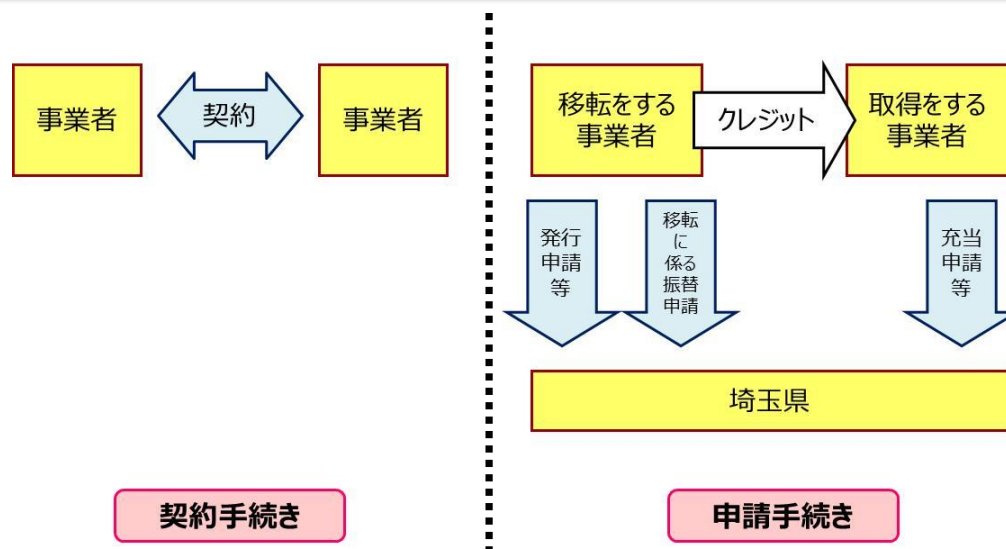 事業者
契約
事業者
契約手続き
移転をする
事業者
クレジット
取得をする
事業者
発行
申請
等
移転
に
係る
振替
申請
充当
申請
等
埼玉県
申請手続き